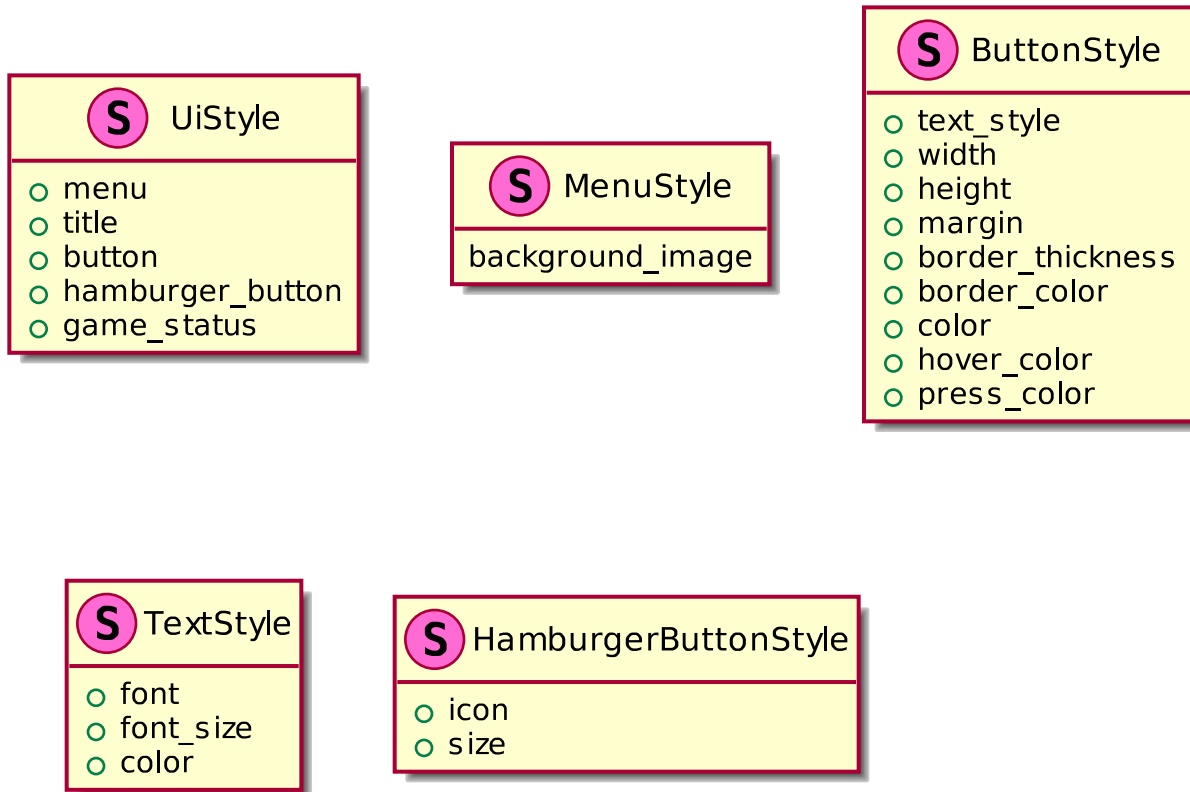 S UiStyle
menu
title
button
hamburger_button
game_status
S MenuStyle
background_image
S ButtonStyle
text_style
width
height
margin
border_thickness
border_color
color
hover_color
press_color
S TextStyle
font
font_size
color
S HamburgerButtonStyle
icon
size